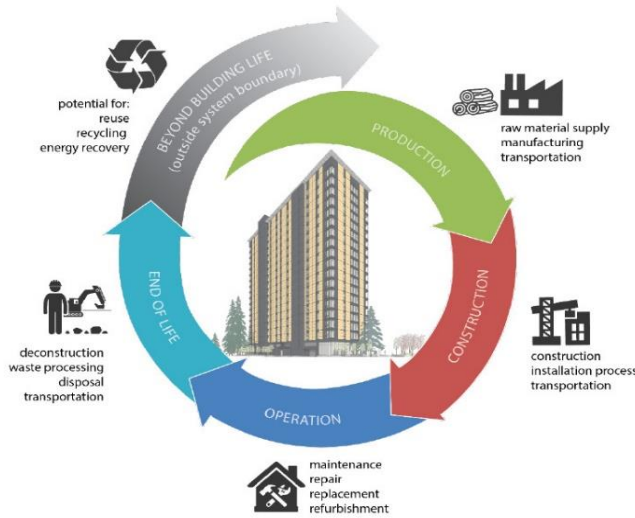 BEYOND BUILDING LIFE
(outside system boundary)
potential for:
reuse
recycling
energy recovery
PRODUCTION
raw material supply
manufacturing
transportation
CONSTRUCTION
construction
installation process
transportation
OPERATION
maintenance
repair
replacement
refurbishment
END OF LIFE
deconstruction
waste processing
disposal
transportation